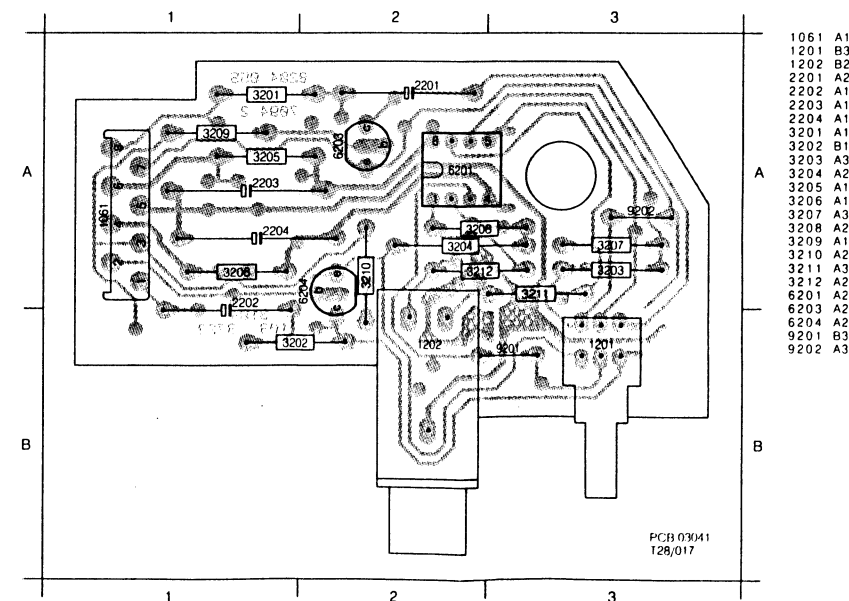 1 2 3
2201
3201
3209
6203
3205
A A
6201
2203
1061
9202
2204
3208
3204 3207
3206 3210 3212 3203
6204
3211
2202
3202 1202 9201 1201
B B
PCB 03041
T28/017
1 2 3
1061 A1
1201 B3
1202 B2
2201 A2
2202 A1
2203 A1
2204 A1
3201 A1
3202 B1
3203 A3
3204 A2
3205 A1
3206 A1
3207 A3
3208 A2
3209 A1
3210 A2
3211 A3
3212 A2
6201 A2
6203 A2
6204 A2
9201 B3
9202 A3